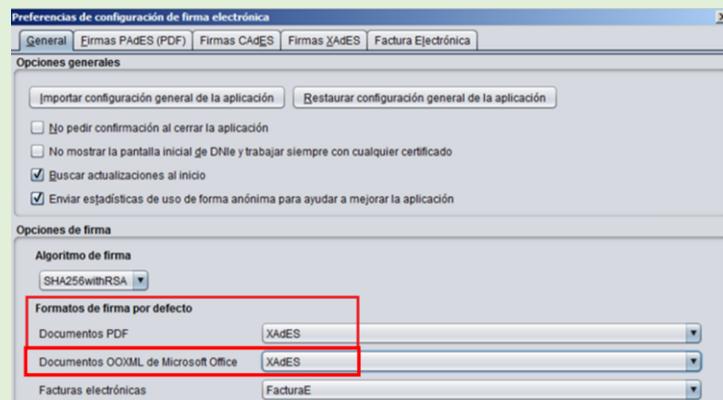 Preferencias de configuración de firma electrónica
General Firmas PAdES (PDF) Firmas CAdES Firmas XAdES Factura Electrónica
Opciones generales
Importar configuración general de la aplicación Restaurar configuración general de la aplicación
No pedir confirmación al cerrar la aplicación
No mostrar la pantalla inicial de DNIe y trabajar siempre con cualquier certificado
Buscar actualizaciones al inicio
Enviar estadísticas de uso de forma anónima para ayudar a mejorar la aplicación
Opciones de firma
Algoritmo de firma
SHA256withRSA
Formatos de firma por defecto
Documentos PDF XAdES
Documentos OOXML de Microsoft Office XAdES
Facturas electrónicas FacturaE